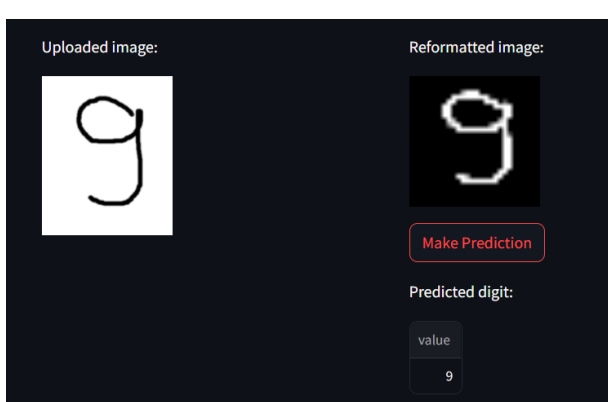 Uploaded image:
9
Reformatted image:
9
Make Prediction
Predicted digit:
value
9